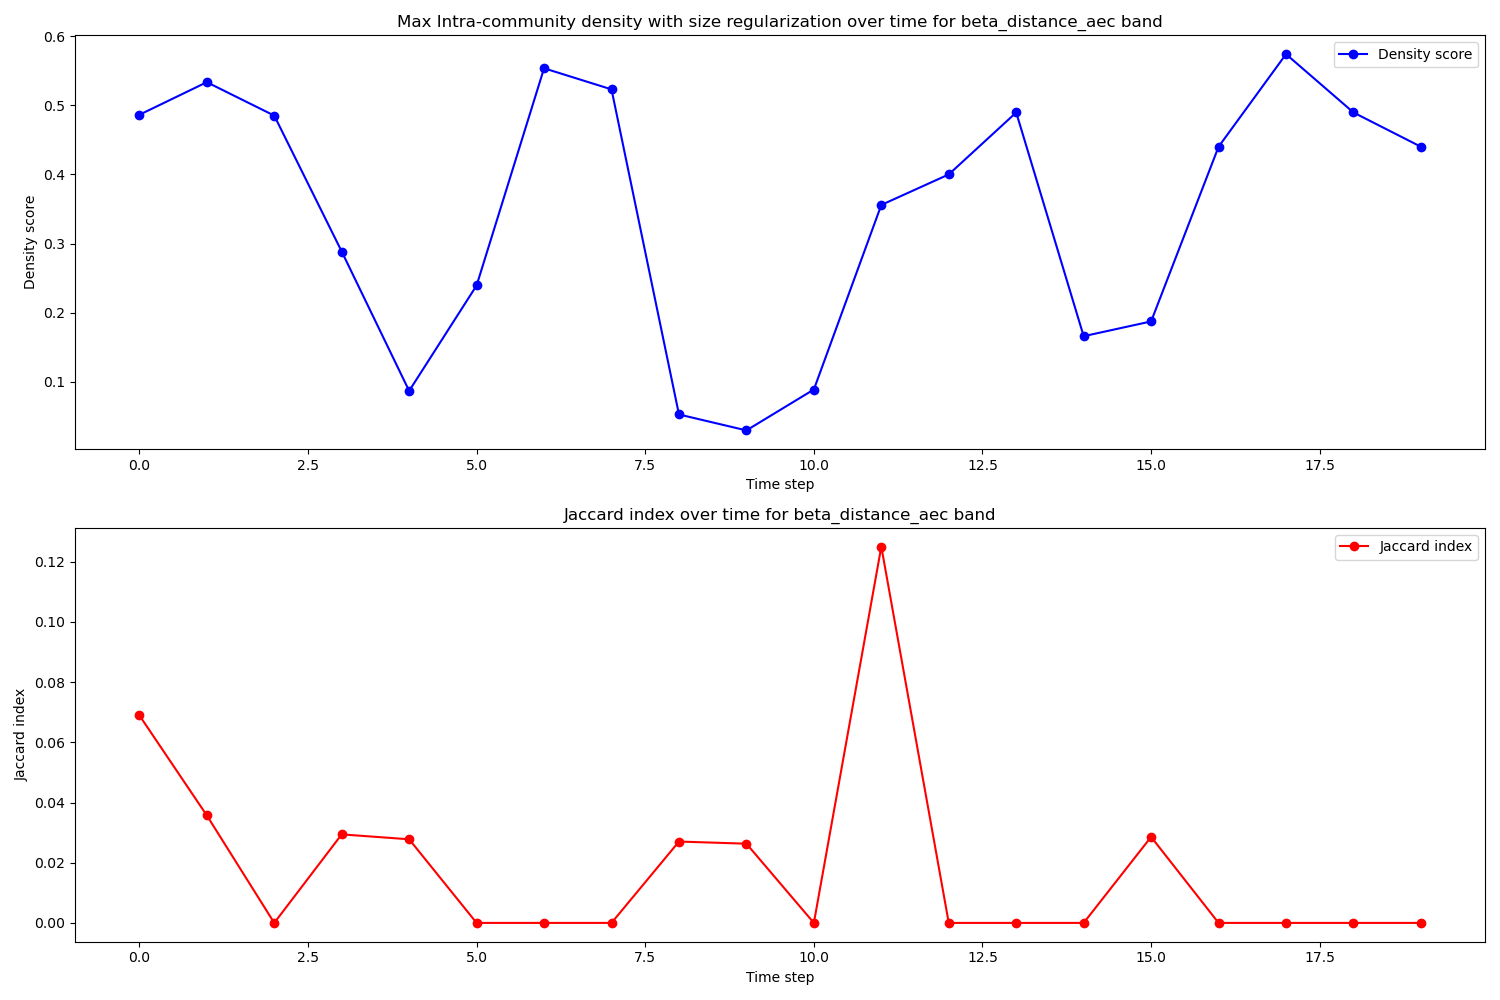 Max Intra-community density with size regularization over time for beta_distance_aec band
Density score
0.6
0.5
0.4
0.3
0.2
0.1
Density score
0.0 2.5 5.0 7.5 10.0 12.5 15.0 17.5
Time step
Jaccard index over time for beta_distance_aec band
Jaccard index
0.12
0.10
0.08
0.06
0.04
0.02
0.00
Jaccard index
0.0 2.5 5.0 7.5 10.0 12.5 15.0 17.5
Time step